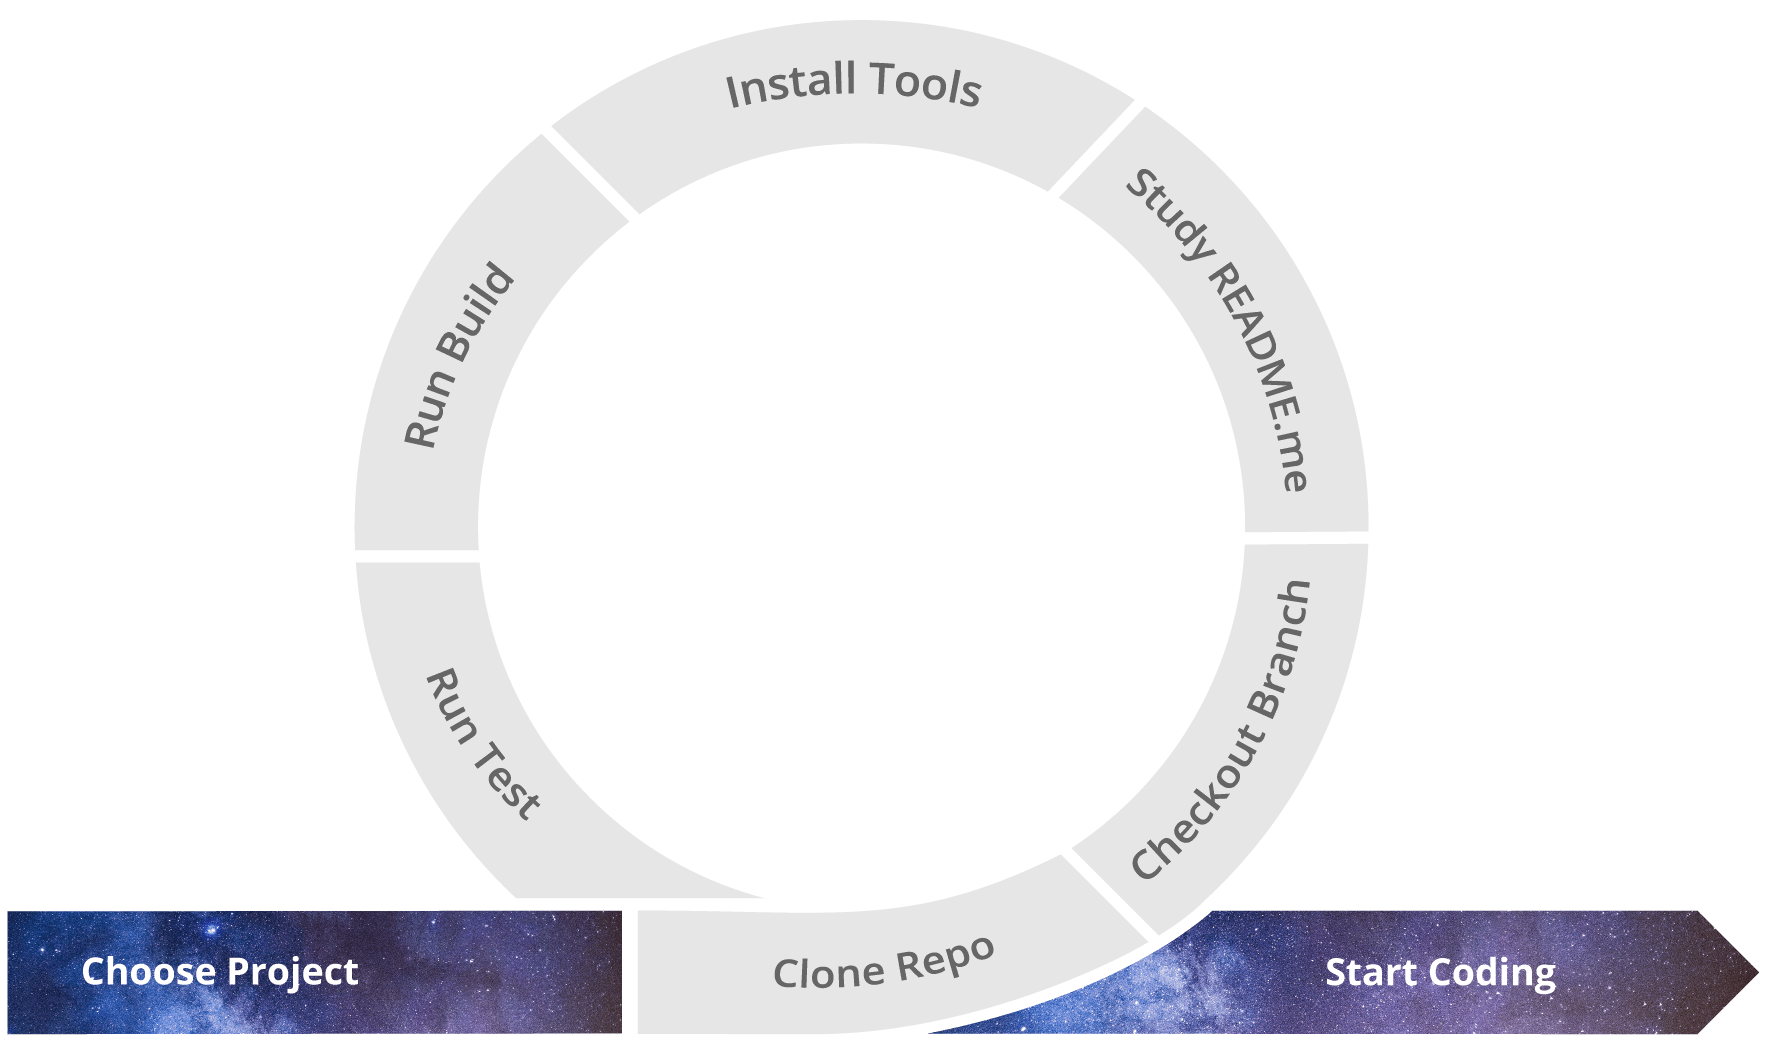 Choose Project
Clone Repo
Checkout Branch
Study README.me
Install Tools
Run Build
Run Test
Start Coding